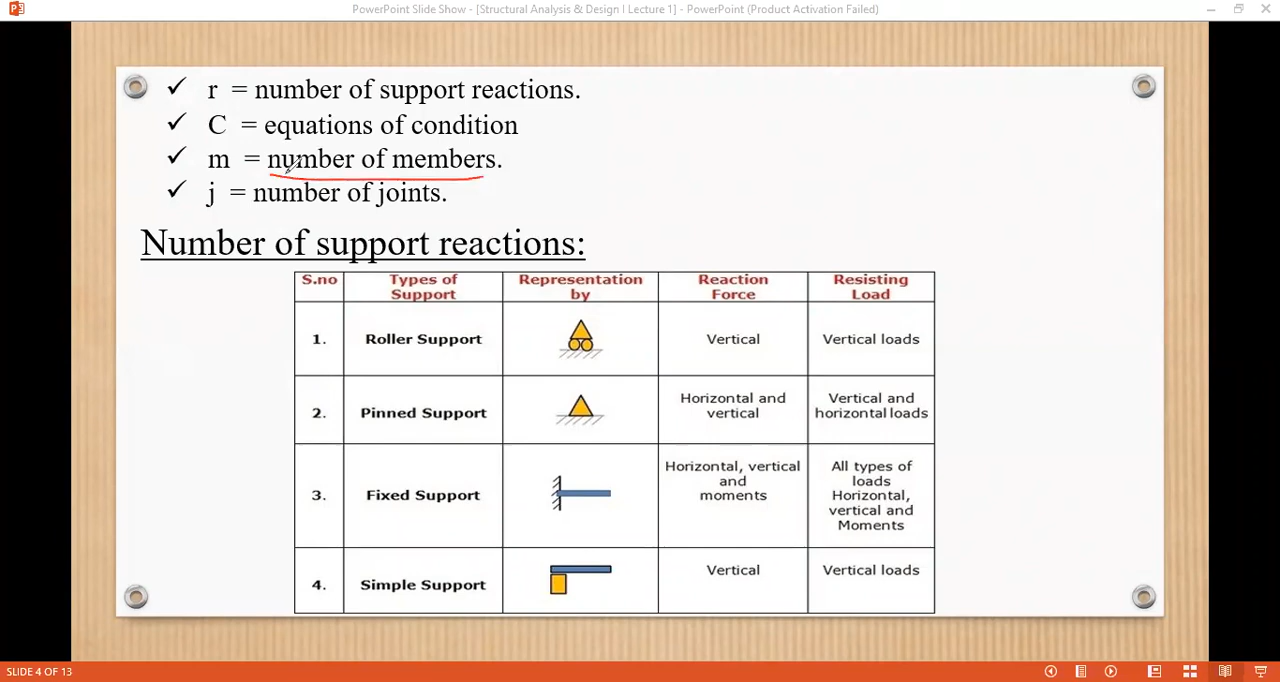 PowerPoint Slide Show - [Structural Analysis & Design I Lecture 1] - PowerPoint (Product Activation Failed)
✓ r = number of support reactions.
✓ C = equations of condition
✓ m = number of members.
✓ j = number of joints.
Number of support reactions:
S.no Types of Support Representation by Reaction Force Resisting Load
1. Roller Support Vertical Vertical loads
2. Pinned Support Horizontal and vertical Vertical and horizontal loads
3. Fixed Support Horizontal, vertical and moments All types of loads Horizontal, vertical and Moments
4. Simple Support Vertical Vertical loads
SLIDE 4 OF 13